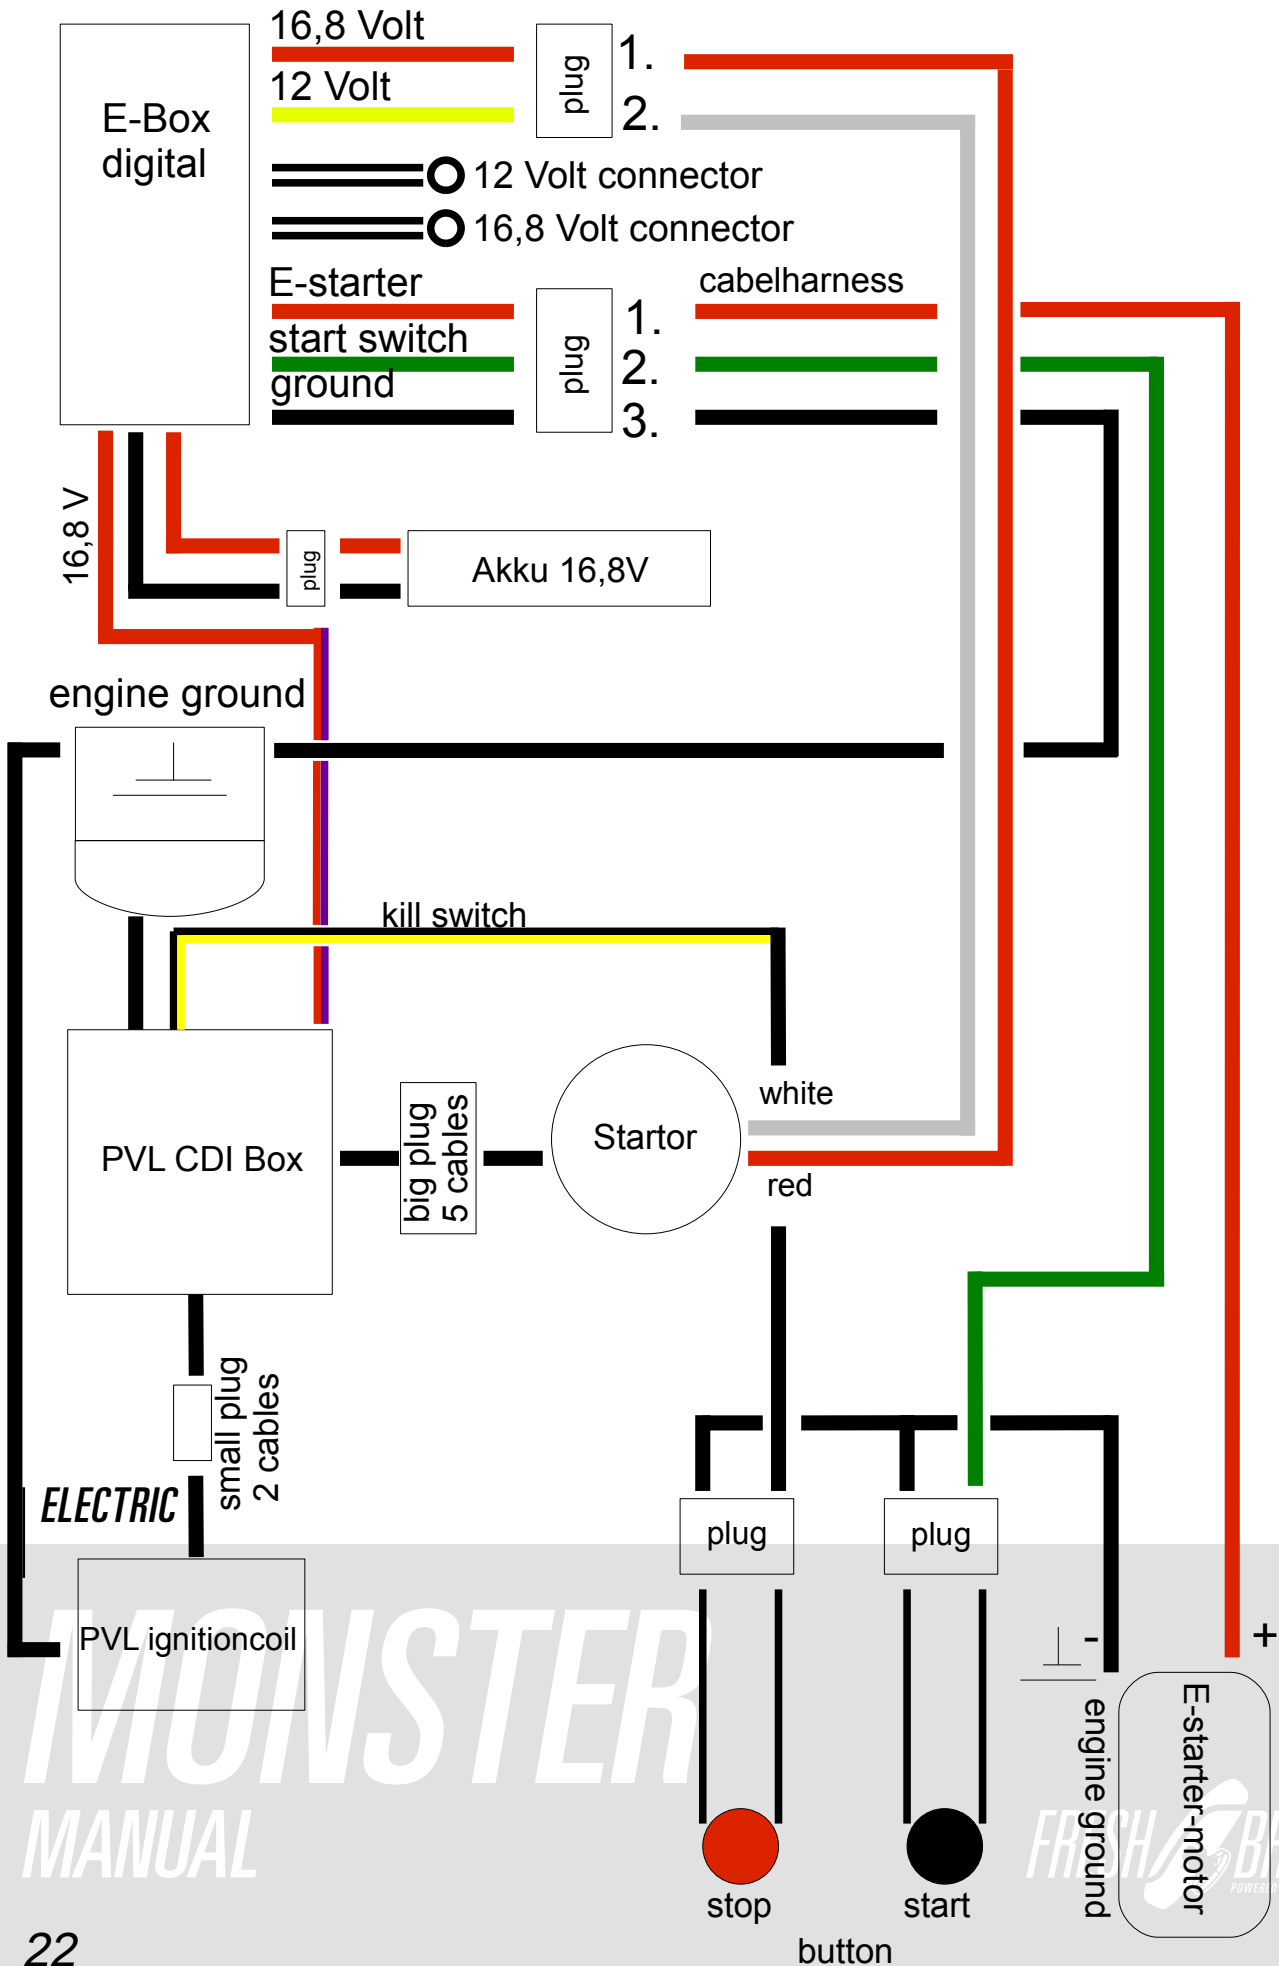 16,8 Volt
12 Volt
E-Box
digital
plug
1.
2.
12 Volt connector
16,8 Volt connector
E-starter
start switch
ground
plug
1.
2.
3.
cabelharness
16,8 V
plug
Akku 16,8V
engine ground
kill switch
white
Startor
red
PVL CDI Box
big plug
5 cables
small plug
2 cables
ELECTRIC
plug
plug
PVL ignitioncoil
-
+
engine ground
E-starter-motor
MONSTER
MANUAL
FRESH
stop
start
button
22